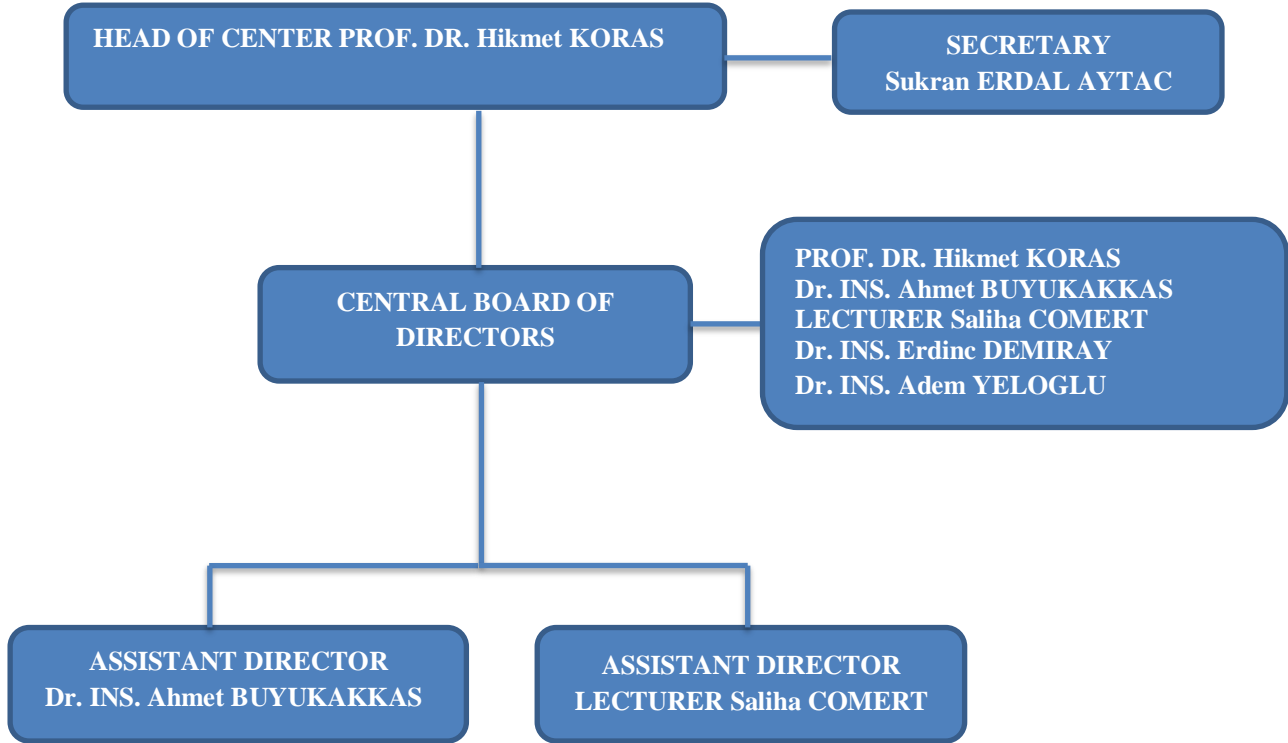 HEAD OF CENTER PROF. DR. Hikmet KORAS
SECRETARY
Sukran ERDAL AYTAC
CENTRAL BOARD OF
DIRECTORS
PROF. DR. Hikmet KORAS
Dr. INS. Ahmet BUYUKAKKAS
LECTURER Saliha COMERT
Dr. INS. Erdinc DEMIRAY
Dr. INS. Adem YELOGLU
ASSISTANT DIRECTOR
Dr. INS. Ahmet BUYUKAKKAS
ASSISTANT DIRECTOR
LECTURER Saliha COMERT